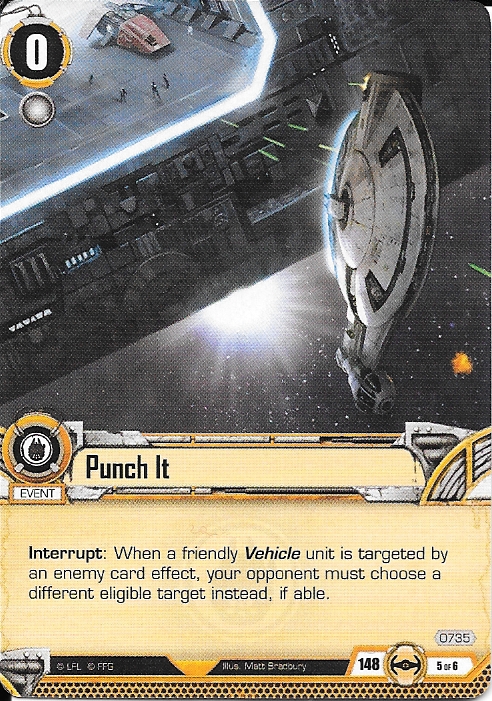 0
Punch It
EVENT
Interrupt: When a friendly Vehicle unit is targeted by
an enemy card effect, your opponent must choose a
different eligible target instead, if able.
0735
© LFL © FFG
Illus. Matt Bradbury
148
5 OF 6